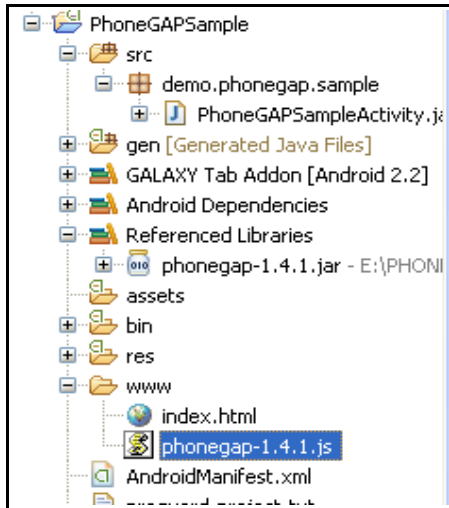 PhoneGAPSample
src
demo.phonegap.sample
PhoneGAPSampleActivity.ja
gen [Generated Java Files]
GALAXY Tab Addon [Android 2.2]
Android Dependencies
Referenced Libraries
phonegap-1.4.1.jar - E:\PHON
assets
bin
res
www
index.html
phonegap-1.4.1.js
AndroidManifest.xml